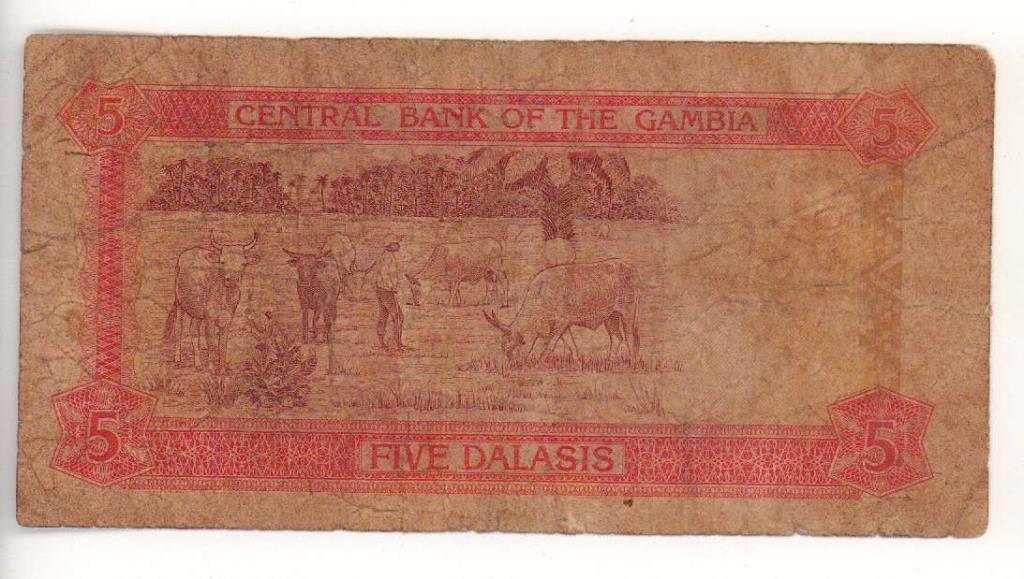 5 CENTRAL BANK OF THE GAMBIA 5
5 FIVE DALASIS 5